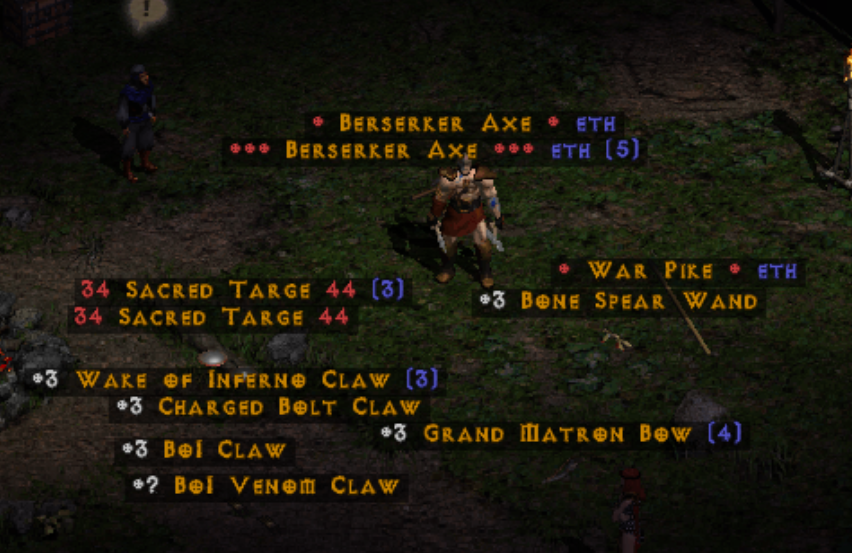 !
* Berserker Axe * eth
*** Berserker Axe *** eth (5)
* War Pike * eth
34 Sacred Targe 44 (3)
+3 Bone Spear Wand
34 Sacred Targe 44
+3 Wake of Inferno Claw (3)
+3 Charged Bolt Claw
+3 Grand Matron Bow (4)
+3 BoI Claw
+? BoI Venom Claw